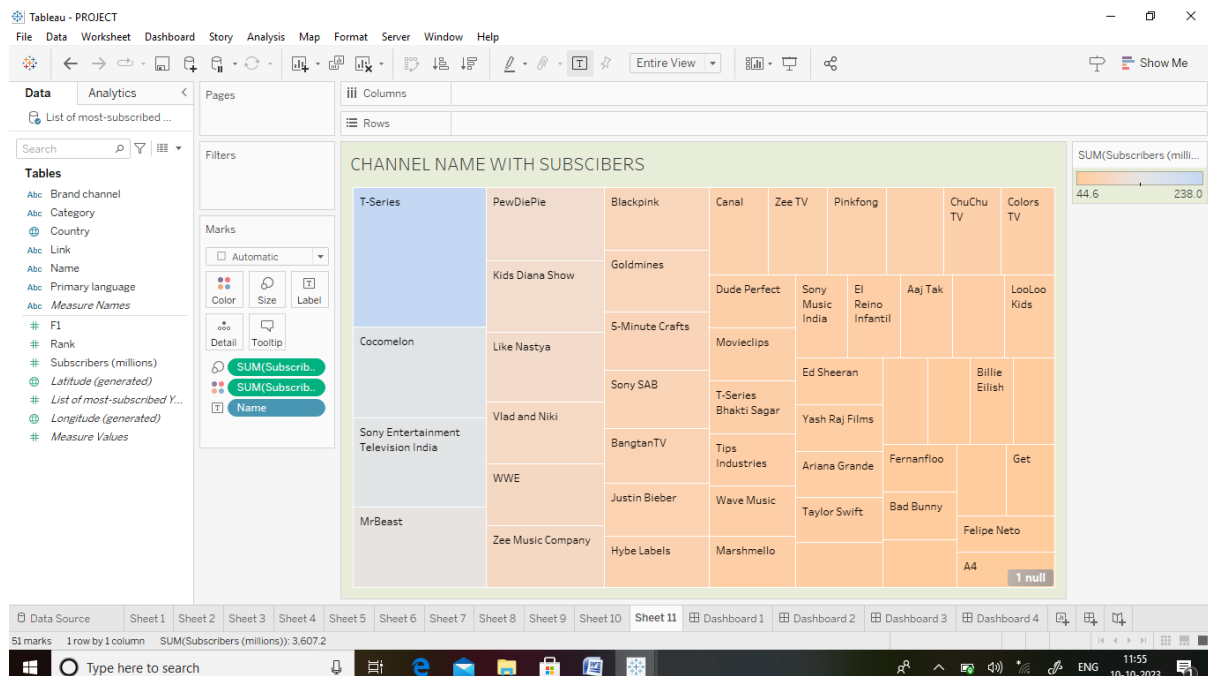 Tableau - PROJECT
File Data Worksheet Dashboard Story Analysis Map Format Server Window Help
Entire View
Show Me
Data Analytics
List of most-subscribed ...
Search
Tables
Abc Brand channel
Abc Category
Country
Abc Link
Abc Name
Abc Primary language
Abc Measure Names
# F1
# Rank
# Subscribers (millions)
Latitude (generated)
# List of most-subscribed Y...
Longitude (generated)
# Measure Values
Pages
Filters
Marks
Automatic
Color Size Label
Detail Tooltip
SUM(Subscrib..
SUM(Subscrib..
Name
Columns
Rows
CHANNEL NAME WITH SUBSCIBERS
T-Series
Cocomelon
Sony Entertainment
Television India
MrBeast
PewDiePie
Kids Diana Show
Like Nastya
Vlad and Niki
WWE
Zee Music Company
Blackpink
Goldmines
5-Minute Crafts
Sony SAB
BangtanTV
Justin Bieber
Hybe Labels
Canal
Zee TV
Pinkfong
ChuChu
TV
Colors
TV
Dude Perfect
Movieclips
T-Series
Bhakti Sagar
Tips
Industries
Wave Music
Marshmello
Sony
Music
India
El
Reino
Infantil
Aaj Tak
LooLoo
Kids
Ed Sheeran
Yash Raj Films
Ariana Grande
Taylor Swift
Billie
Eilish
Fernanfloo
Bad Bunny
Get
Felipe Neto
A4
1 null
SUM(Subscribers (milli...
44.6 238.0
Data Source Sheet 1 Sheet 2 Sheet 3 Sheet 4 Sheet 5 Sheet 6 Sheet 7 Sheet 8 Sheet 9 Sheet 10 Sheet 11 Dashboard 1 Dashboard 2 Dashboard 3 Dashboard 4
51 marks 1 row by 1 column SUM(Subscribers (millions)): 3,607.2
Type here to search
ENG
11:55
10-10-2023